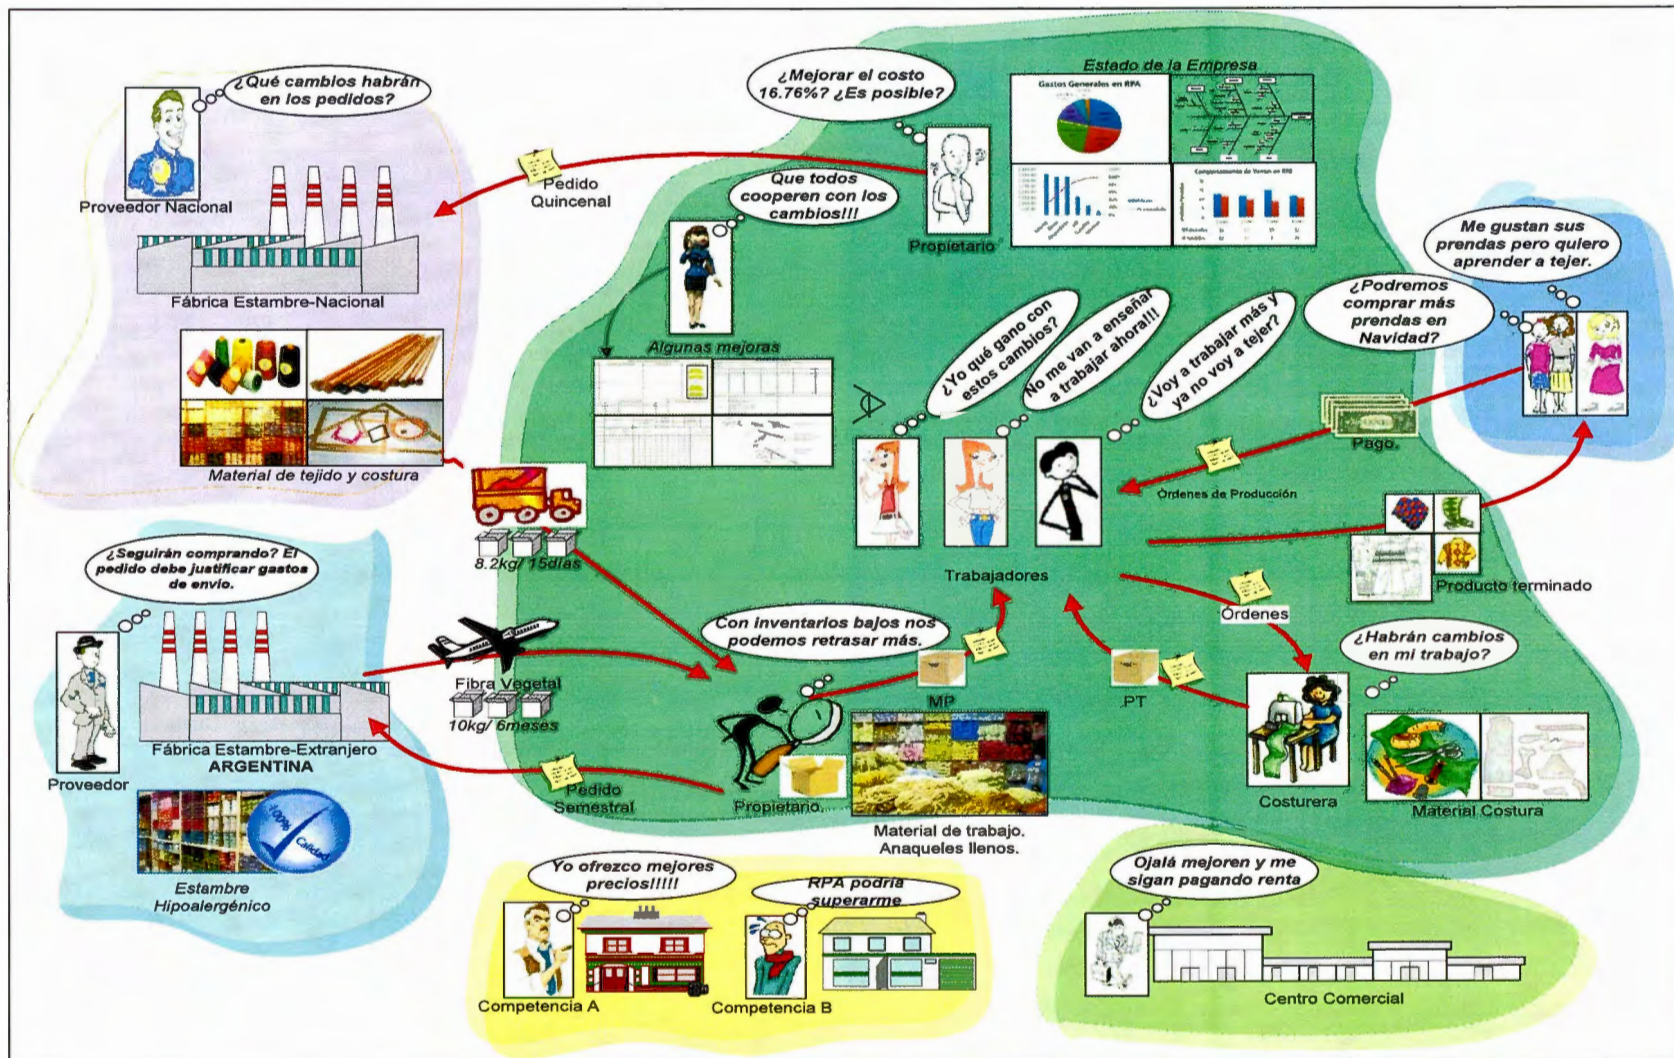 ¿Qué cambios habrán
en los pedidos?
Proveedor Nacional
Fábrica Estambre-Nacional
Material de tejido y costura
Pedido
Quincenal
¿Mejorar el costo
16.76%? ¿Es posible?
Propietario
Estado de la Empresa
Gastos Generales en RPA
Que todos
cooperen con los
cambios!!!
Algunas mejoras
¿Yo qué gano con
estos cambios?
No me van a enseñar
a trabajar ahora!!!
¿Voy a trabajar más y
ya no voy a tejer?
Trabajadores
Me gustan sus
prendas pero quiero
aprender a tejer.
¿Podremos
comprar más
prendas en
Navidad?
Pago.
Órdenes de Producción
Producto terminado
8.2kg/ 15días
¿Seguirán comprando? El
pedido debe justificar gastos
de envio.
Proveedor
Fábrica Estambre-Extranjero
ARGENTINA
100%
Calidad
Estambre
Hipoalergénico
Fibra Vegetal
10kg/ 6meses
Pedido
Semestral
Con inventarios bajos nos
podemos retrasar más.
Propietario.
MP
Material de trabajo.
Anaqueles llenos.
PT
Órdenes
¿Habrán cambios
en mi trabajo?
Costurera
Material Costura
Yo ofrezco mejores
precios!!!!!
Competencia A
RPA podría
superarme
Competencia B
Ojalá mejoren y me
sigan pagando renta
Centro Comercial